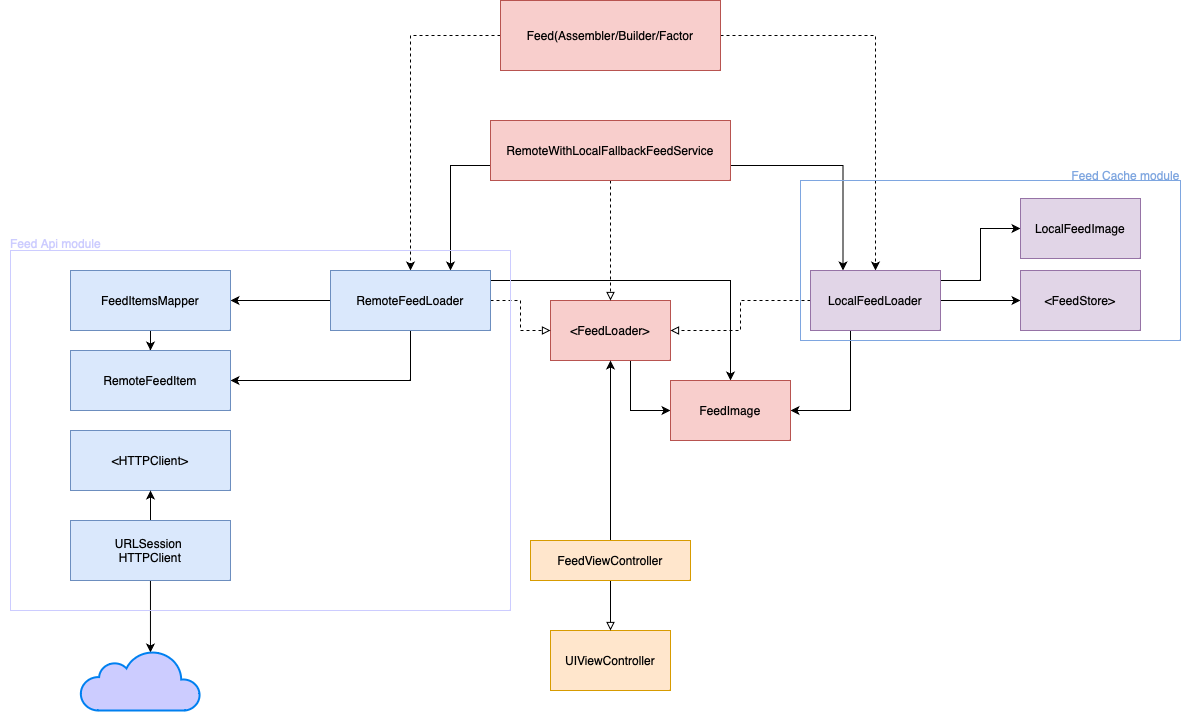 Feed(Assembler/Builder/Factor
RemoteWithLocalFallbackFeedService
Feed Cache module
LocalFeedImage
Feed Api module
FeedItemsMapper
RemoteFeedLoader
LocalFeedLoader
<FeedStore>
<FeedLoader>
RemoteFeedItem
FeedImage
<HTTPClient>
URLSession
HTTPClient
FeedViewController
UIViewController